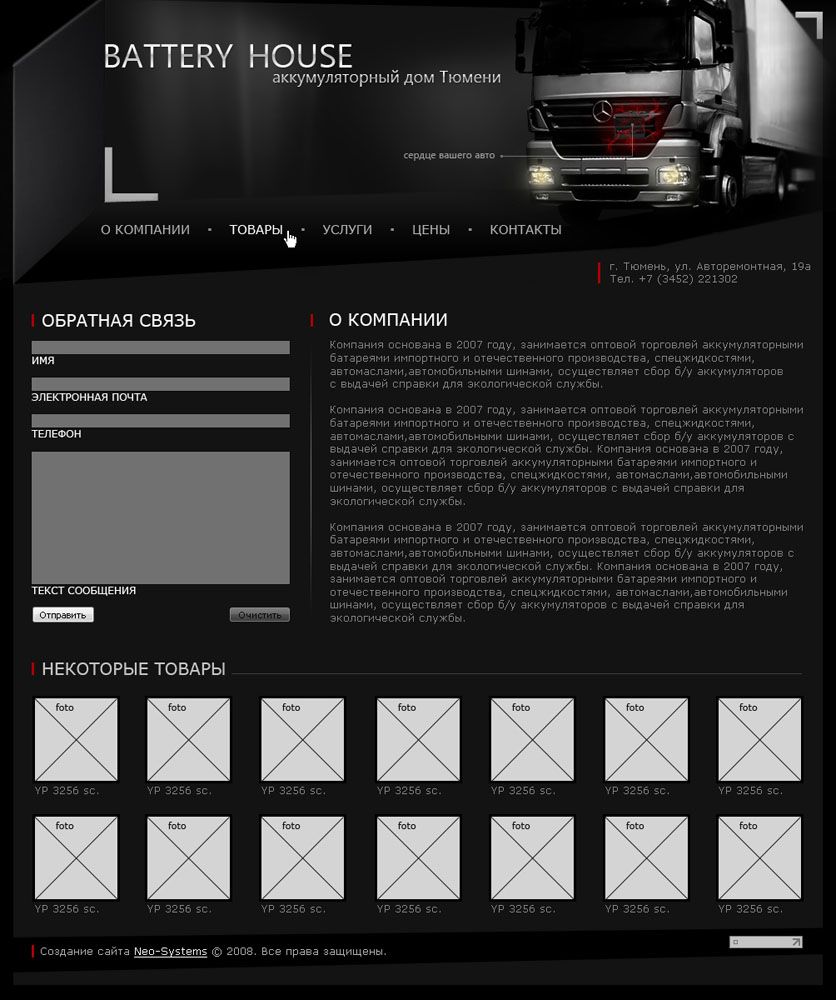 BATTERY HOUSE
аккумуляторный дом Тюмени
сердце вашего авто
О КОМПАНИИ ТОВАРЫ УСЛУГИ ЦЕНЫ КОНТАКТЫ
г. Тюмень, ул. Авторемонтная, 19а
Тел. +7 (3452) 221302
ОБРАТНАЯ СВЯЗЬ
ИМЯ
ЭЛЕКТРОННАЯ ПОЧТА
ТЕЛЕФОН
ТЕКСТ СООБЩЕНИЯ
Отправить Очистить
О КОМПАНИИ
Компания основана в 2007 году, занимается оптовой торговлей аккумуляторными
батареями импортного и отечественного производства, спецжидкостями,
автомаслами,автомобильными шинами, осуществляет сбор б/у аккумуляторов
с выдачей справки для экологической службы.
Компания основана в 2007 году, занимается оптовой торговлей аккумуляторными
батареями импортного и отечественного производства, спецжидкостями,
автомаслами,автомобильными шинами, осуществляет сбор б/у аккумуляторов с
выдачей справки для экологической службы. Компания основана в 2007 году,
занимается оптовой торговлей аккумуляторными батареями импортного и
отечественного производства, спецжидкостями, автомаслами,автомобильными
шинами, осуществляет сбор б/у аккумуляторов с выдачей справки для
экологической службы.
Компания основана в 2007 году, занимается оптовой торговлей аккумуляторными
батареями импортного и отечественного производства, спецжидкостями,
автомаслами,автомобильными шинами, осуществляет сбор б/у аккумуляторов с
выдачей справки для экологической службы. Компания основана в 2007 году,
занимается оптовой торговлей аккумуляторными батареями импортного и
отечественного производства, спецжидкостями, автомаслами,автомобильными
шинами, осуществляет сбор б/у аккумуляторов с выдачей справки для
экологической службы.
НЕКОТОРЫЕ ТОВАРЫ
foto foto foto foto foto foto foto
YP 3256 sc. YP 3256 sc. YP 3256 sc. YP 3256 sc. YP 3256 sc. YP 3256 sc. YP 3256 sc.
foto foto foto foto foto foto foto
YP 3256 sc. YP 3256 sc. YP 3256 sc. YP 3256 sc. YP 3256 sc. YP 3256 sc. YP 3256 sc.
Создание сайта Neo-Systems © 2008. Все права защищены.